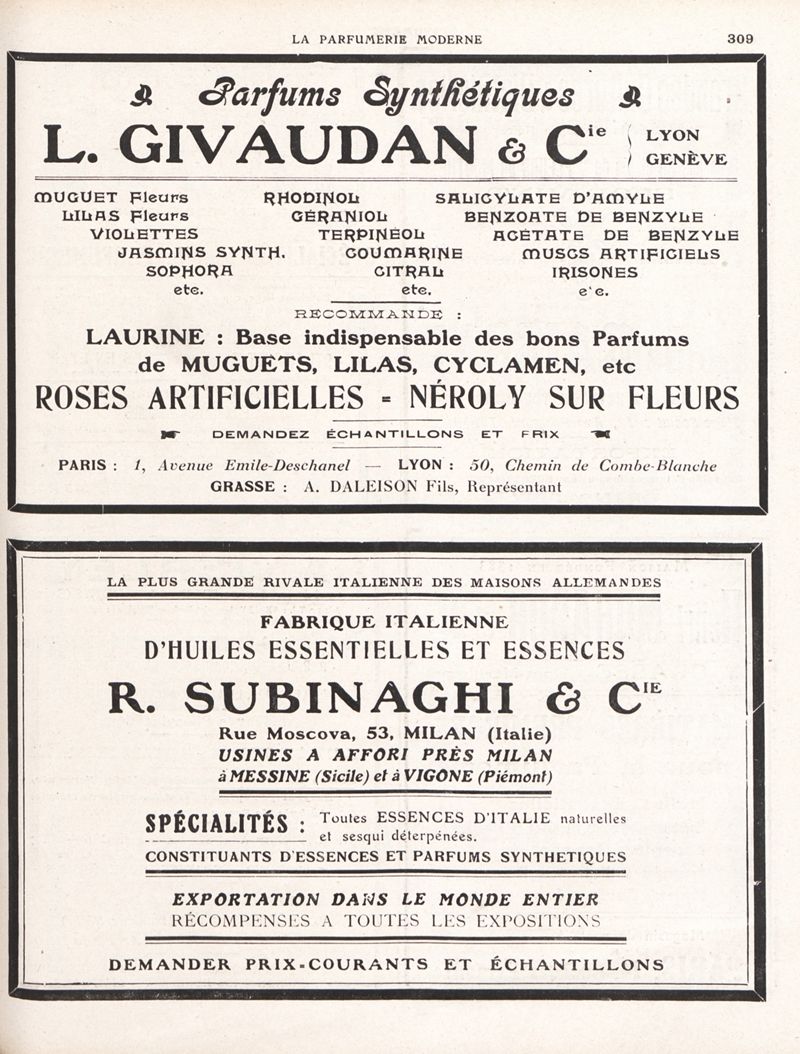 LA PARFUMERIE MODERNE 309
Parfums Synthétiques
L. GIVAUDAN & Cie LYON GENÈVE
MUGUET Fleurs RHODINOL SALICYLATE D'AMYLE
LILAS Fleurs GÉRANIOL BENZOATE DE BENZYLE
VIOLETTES TERPINÉOL ACÉTATE DE BENZYLE
JASMINS SYNTH. COUMARINE MUSCS ARTIFICIELS
SOPHORA CITRAL IRISONES
etc. etc. etc.
RECOMMANDE :
LAURINE : Base indispensable des bons Parfums
de MUGUETS, LILAS, CYCLAMEN, etc
ROSES ARTIFICIELLES = NÉROLY SUR FLEURS
DEMANDEZ ÉCHANTILLONS ET PRIX
PARIS : 1, Avenue Emile-Deschanel — LYON : 50, Chemin de Combe-Blanche
GRASSE : A. DALEISON Fils, Représentant
LA PLUS GRANDE RIVALE ITALIENNE DES MAISONS ALLEMANDES
FABRIQUE ITALIENNE
D'HUILES ESSENTIELLES ET ESSENCES
R. SUBINAGHI & CIE
Rue Moscova, 53, MILAN (Italie)
USINES A AFFORI PRÈS MILAN
à MESSINE (Sicile) et à VIGONE (Piémont)
SPÉCIALITÉS : Toutes ESSENCES D'ITALIE naturelles
et sesqui déterpénées.
CONSTITUANTS D'ESSENCES ET PARFUMS SYNTHETIQUES
EXPORTATION DANS LE MONDE ENTIER
RÉCOMPENSES A TOUTES LES EXPOSITIONS
DEMANDER PRIX-COURANTS ET ÉCHANTILLONS